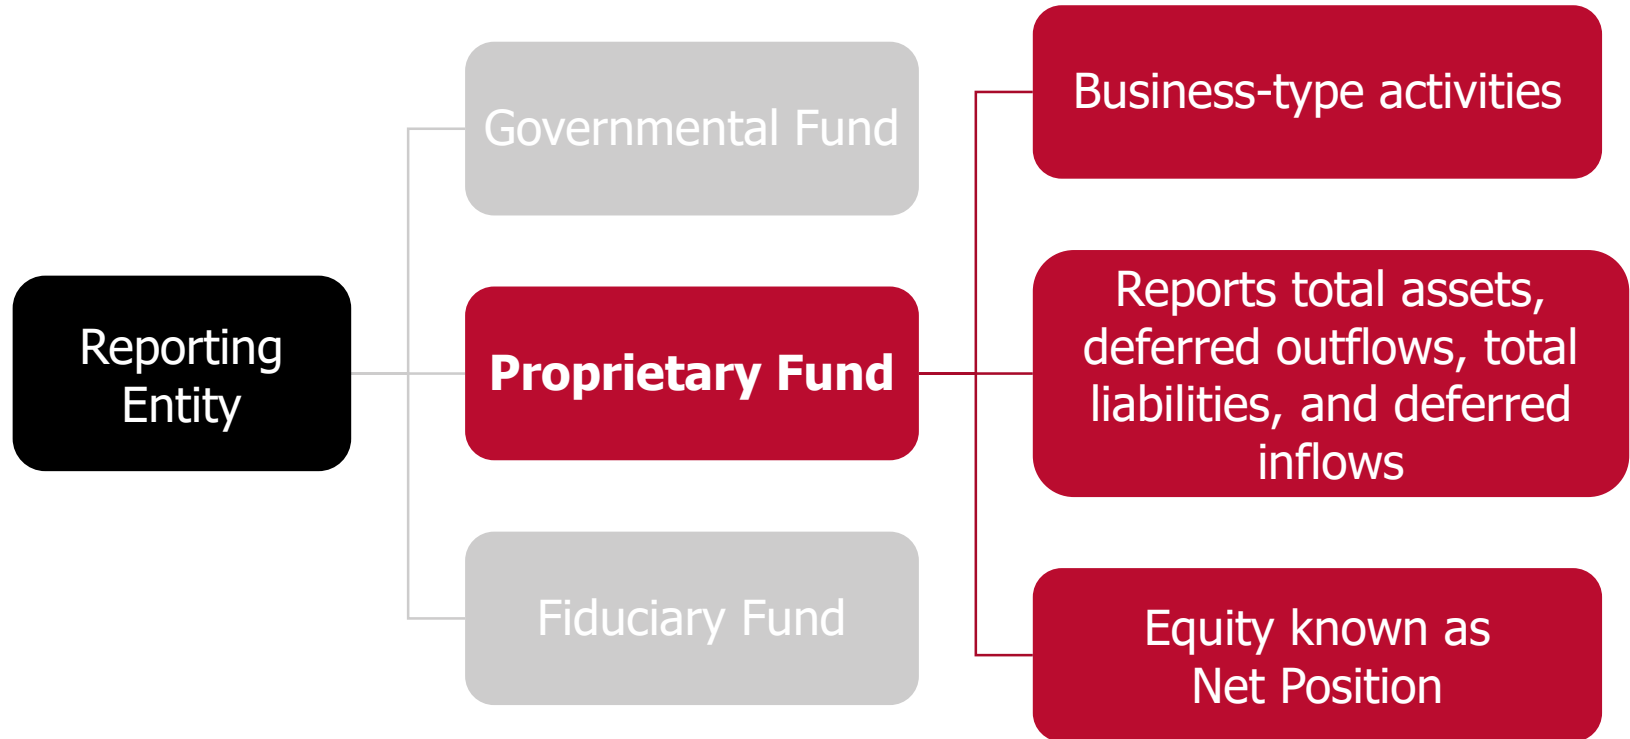 Reporting
Entity
Governmental Fund
Proprietary Fund
Fiduciary Fund
Business-type activities
Reports total assets,
deferred outflows, total
liabilities, and deferred
inflows
Equity known as
Net Position